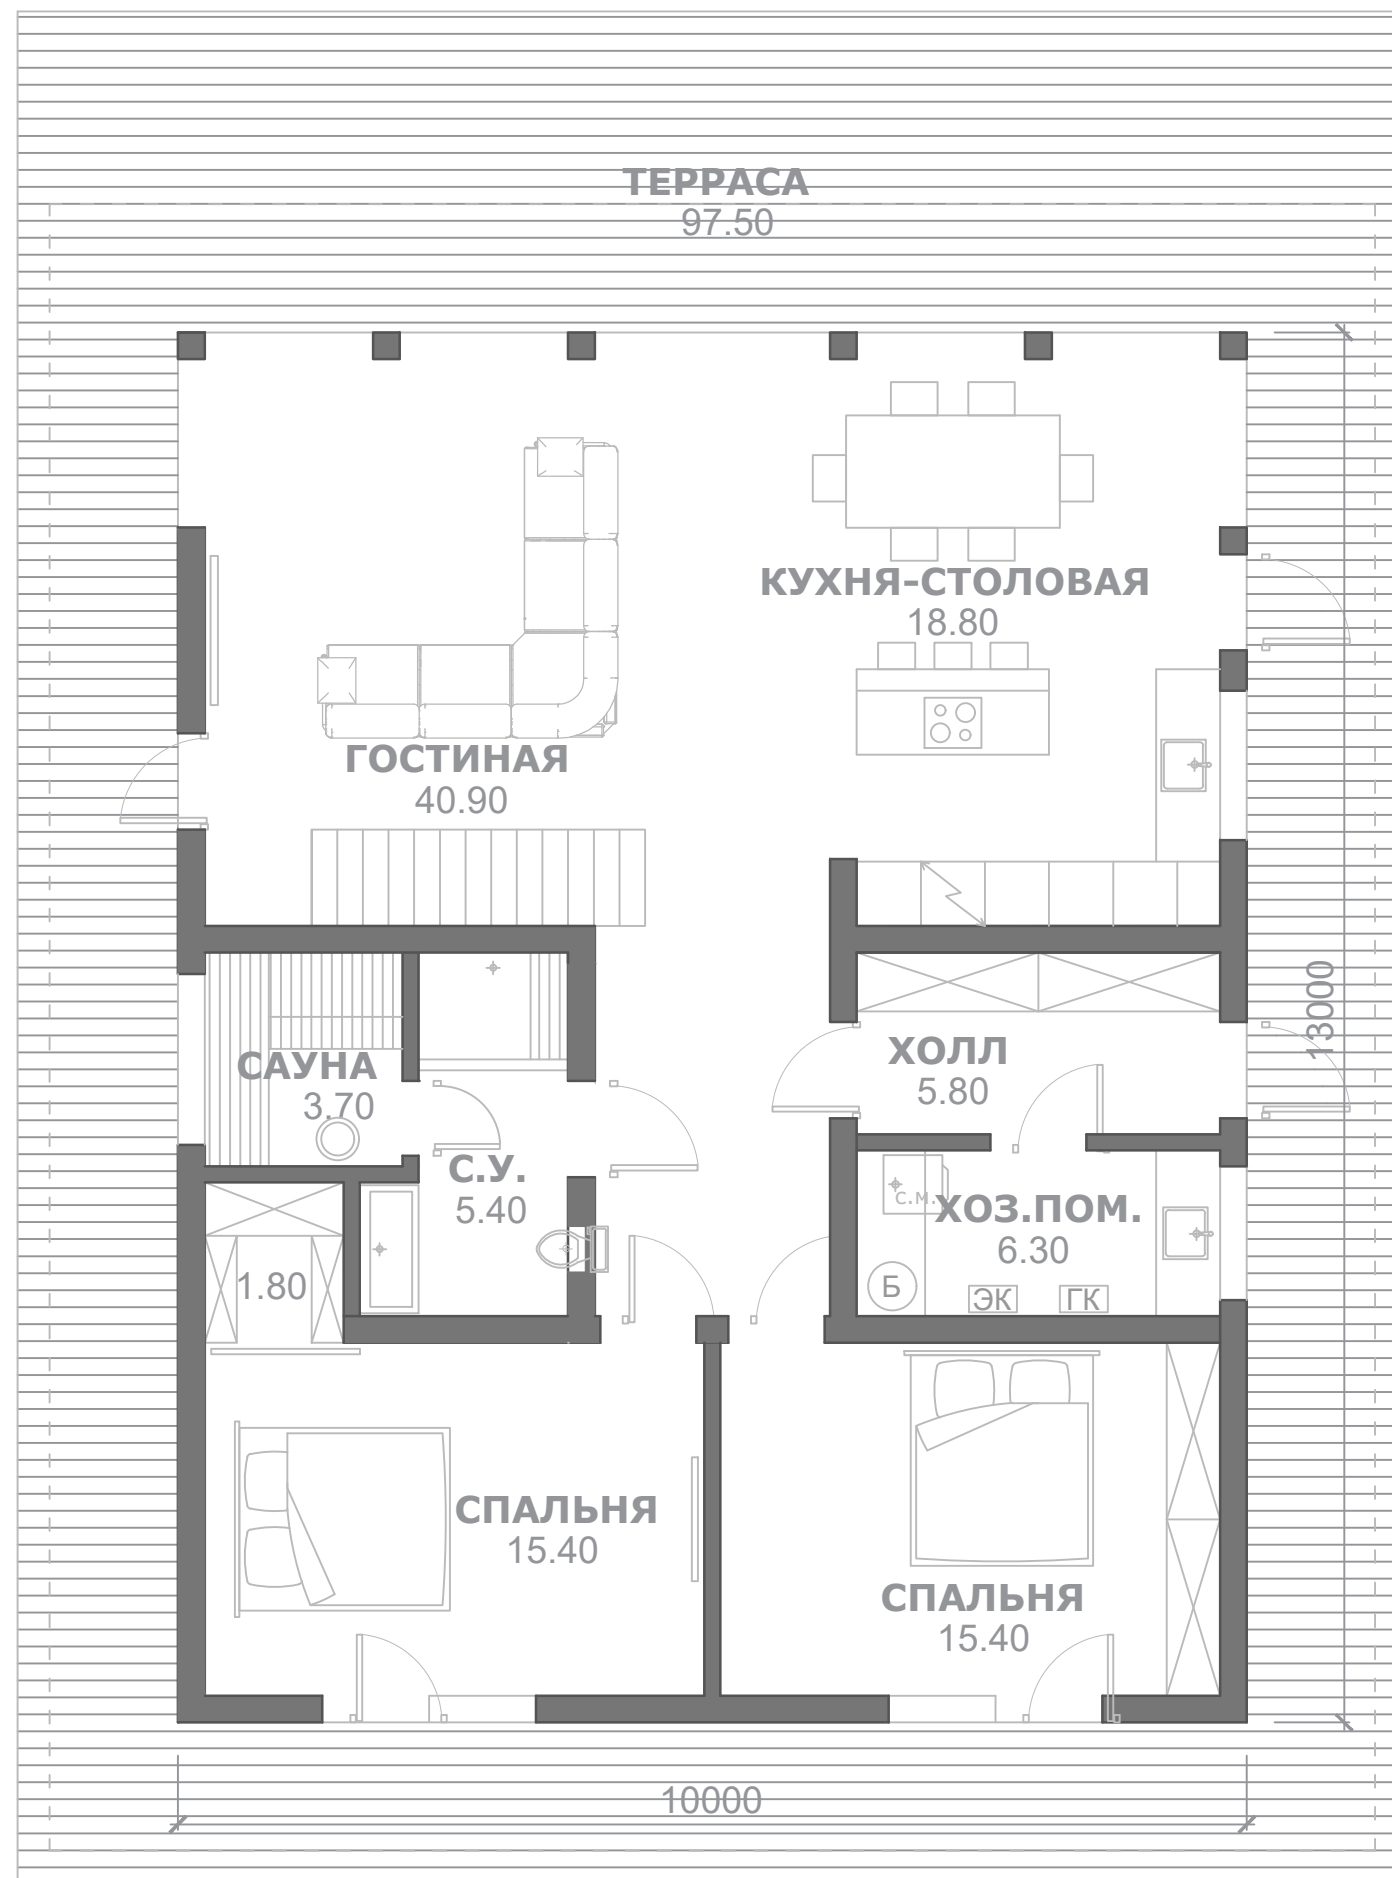 ТЕРРАСА
97.50
КУХНЯ-СТОЛОВАЯ
18.80
ГОСТИНАЯ
40.90
13000
ХОЛЛ
5.80
САУНА
3.70
С.У.
5.40
с.м.
ХОЗ.ПОМ.
6.30
1.80
Б
ЭК
ГК
СПАЛЬНЯ
15.40
СПАЛЬНЯ
15.40
10000